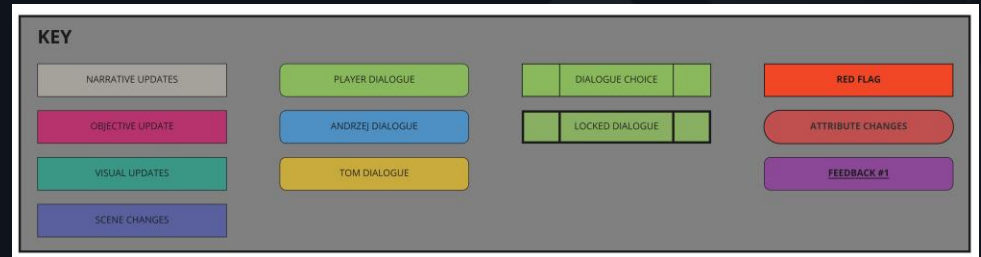 KEY
NARRATIVE UPDATES
OBJECTIVE UPDATE
VISUAL UPDATES
SCENE CHANGES
PLAYER DIALOGUE
ANDRZEJ DIALOGUE
TOM DIALOGUE
DIALOGUE CHOICE
LOCKED DIALOGUE
RED FLAG
ATTRIBUTE CHANGES
FEEDBACK #1